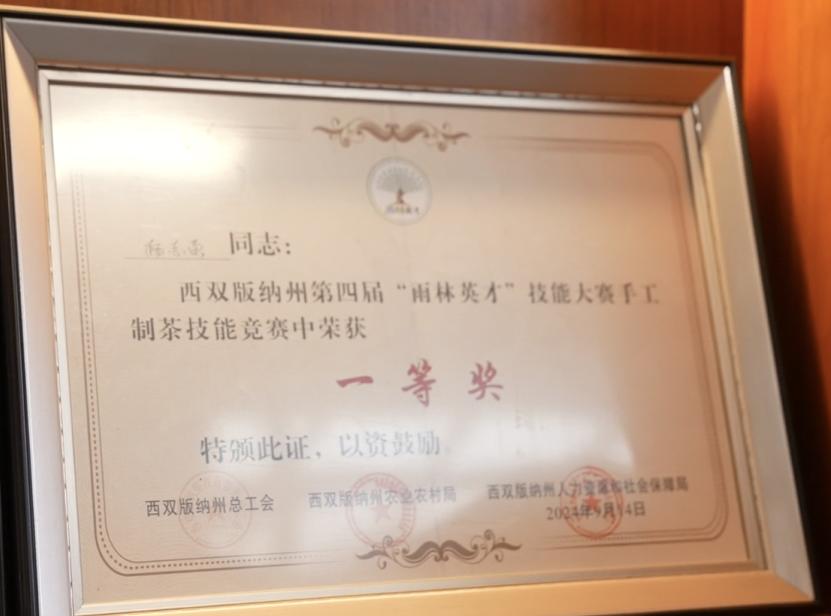 同志：
西双版纳州第四届“雨林英才”技能大赛手工
制茶技能竞赛中荣获
一等奖
特颁此证，以资鼓励。
西双版纳州总工会
西双版纳州农业农村局
西双版纳州人力资源和社会保障局
2024年9月14日